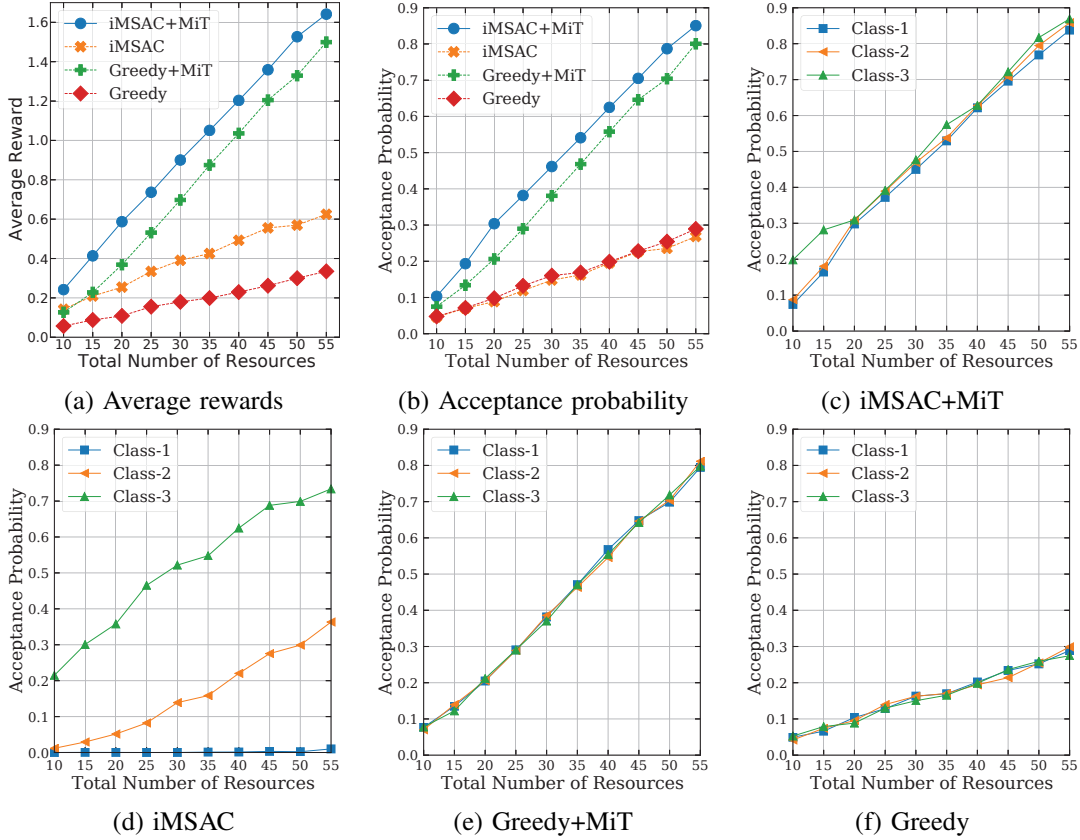 1.6
1.4
1.2
1.0
0.8
0.6
0.4
0.2
0.0
Average Reward
iMSAC+MiT
iMSAC
Greedy+MiT
Greedy
10 15 20 25 30 35 40 45 50 55
Total Number of Resources
(a) Average rewards
0.9
0.8
0.7
0.6
0.5
0.4
0.3
0.2
0.1
0.0
Acceptance Probability
iMSAC+MiT
iMSAC
Greedy+MiT
Greedy
10 15 20 25 30 35 40 45 50 55
Total Number of Resources
(b) Acceptance probability
0.9
0.8
0.7
0.6
0.5
0.4
0.3
0.2
0.1
0.0
Acceptance Probability
Class-1
Class-2
Class-3
10 15 20 25 30 35 40 45 50 55
Total Number of Resources
(c) iMSAC+MiT
0.9
0.8
0.7
0.6
0.5
0.4
0.3
0.2
0.1
0.0
Acceptance Probability
Class-1
Class-2
Class-3
10 15 20 25 30 35 40 45 50 55
Total Number of Resources
(d) iMSAC
0.9
0.8
0.7
0.6
0.5
0.4
0.3
0.2
0.1
0.0
Acceptance Probability
Class-1
Class-2
Class-3
10 15 20 25 30 35 40 45 50 55
Total Number of Resources
(e) Greedy+MiT
0.9
0.8
0.7
0.6
0.5
0.4
0.3
0.2
0.1
0.0
Acceptance Probability
Class-1
Class-2
Class-3
10 15 20 25 30 35 40 45 50 55
Total Number of Resources
(f) Greedy